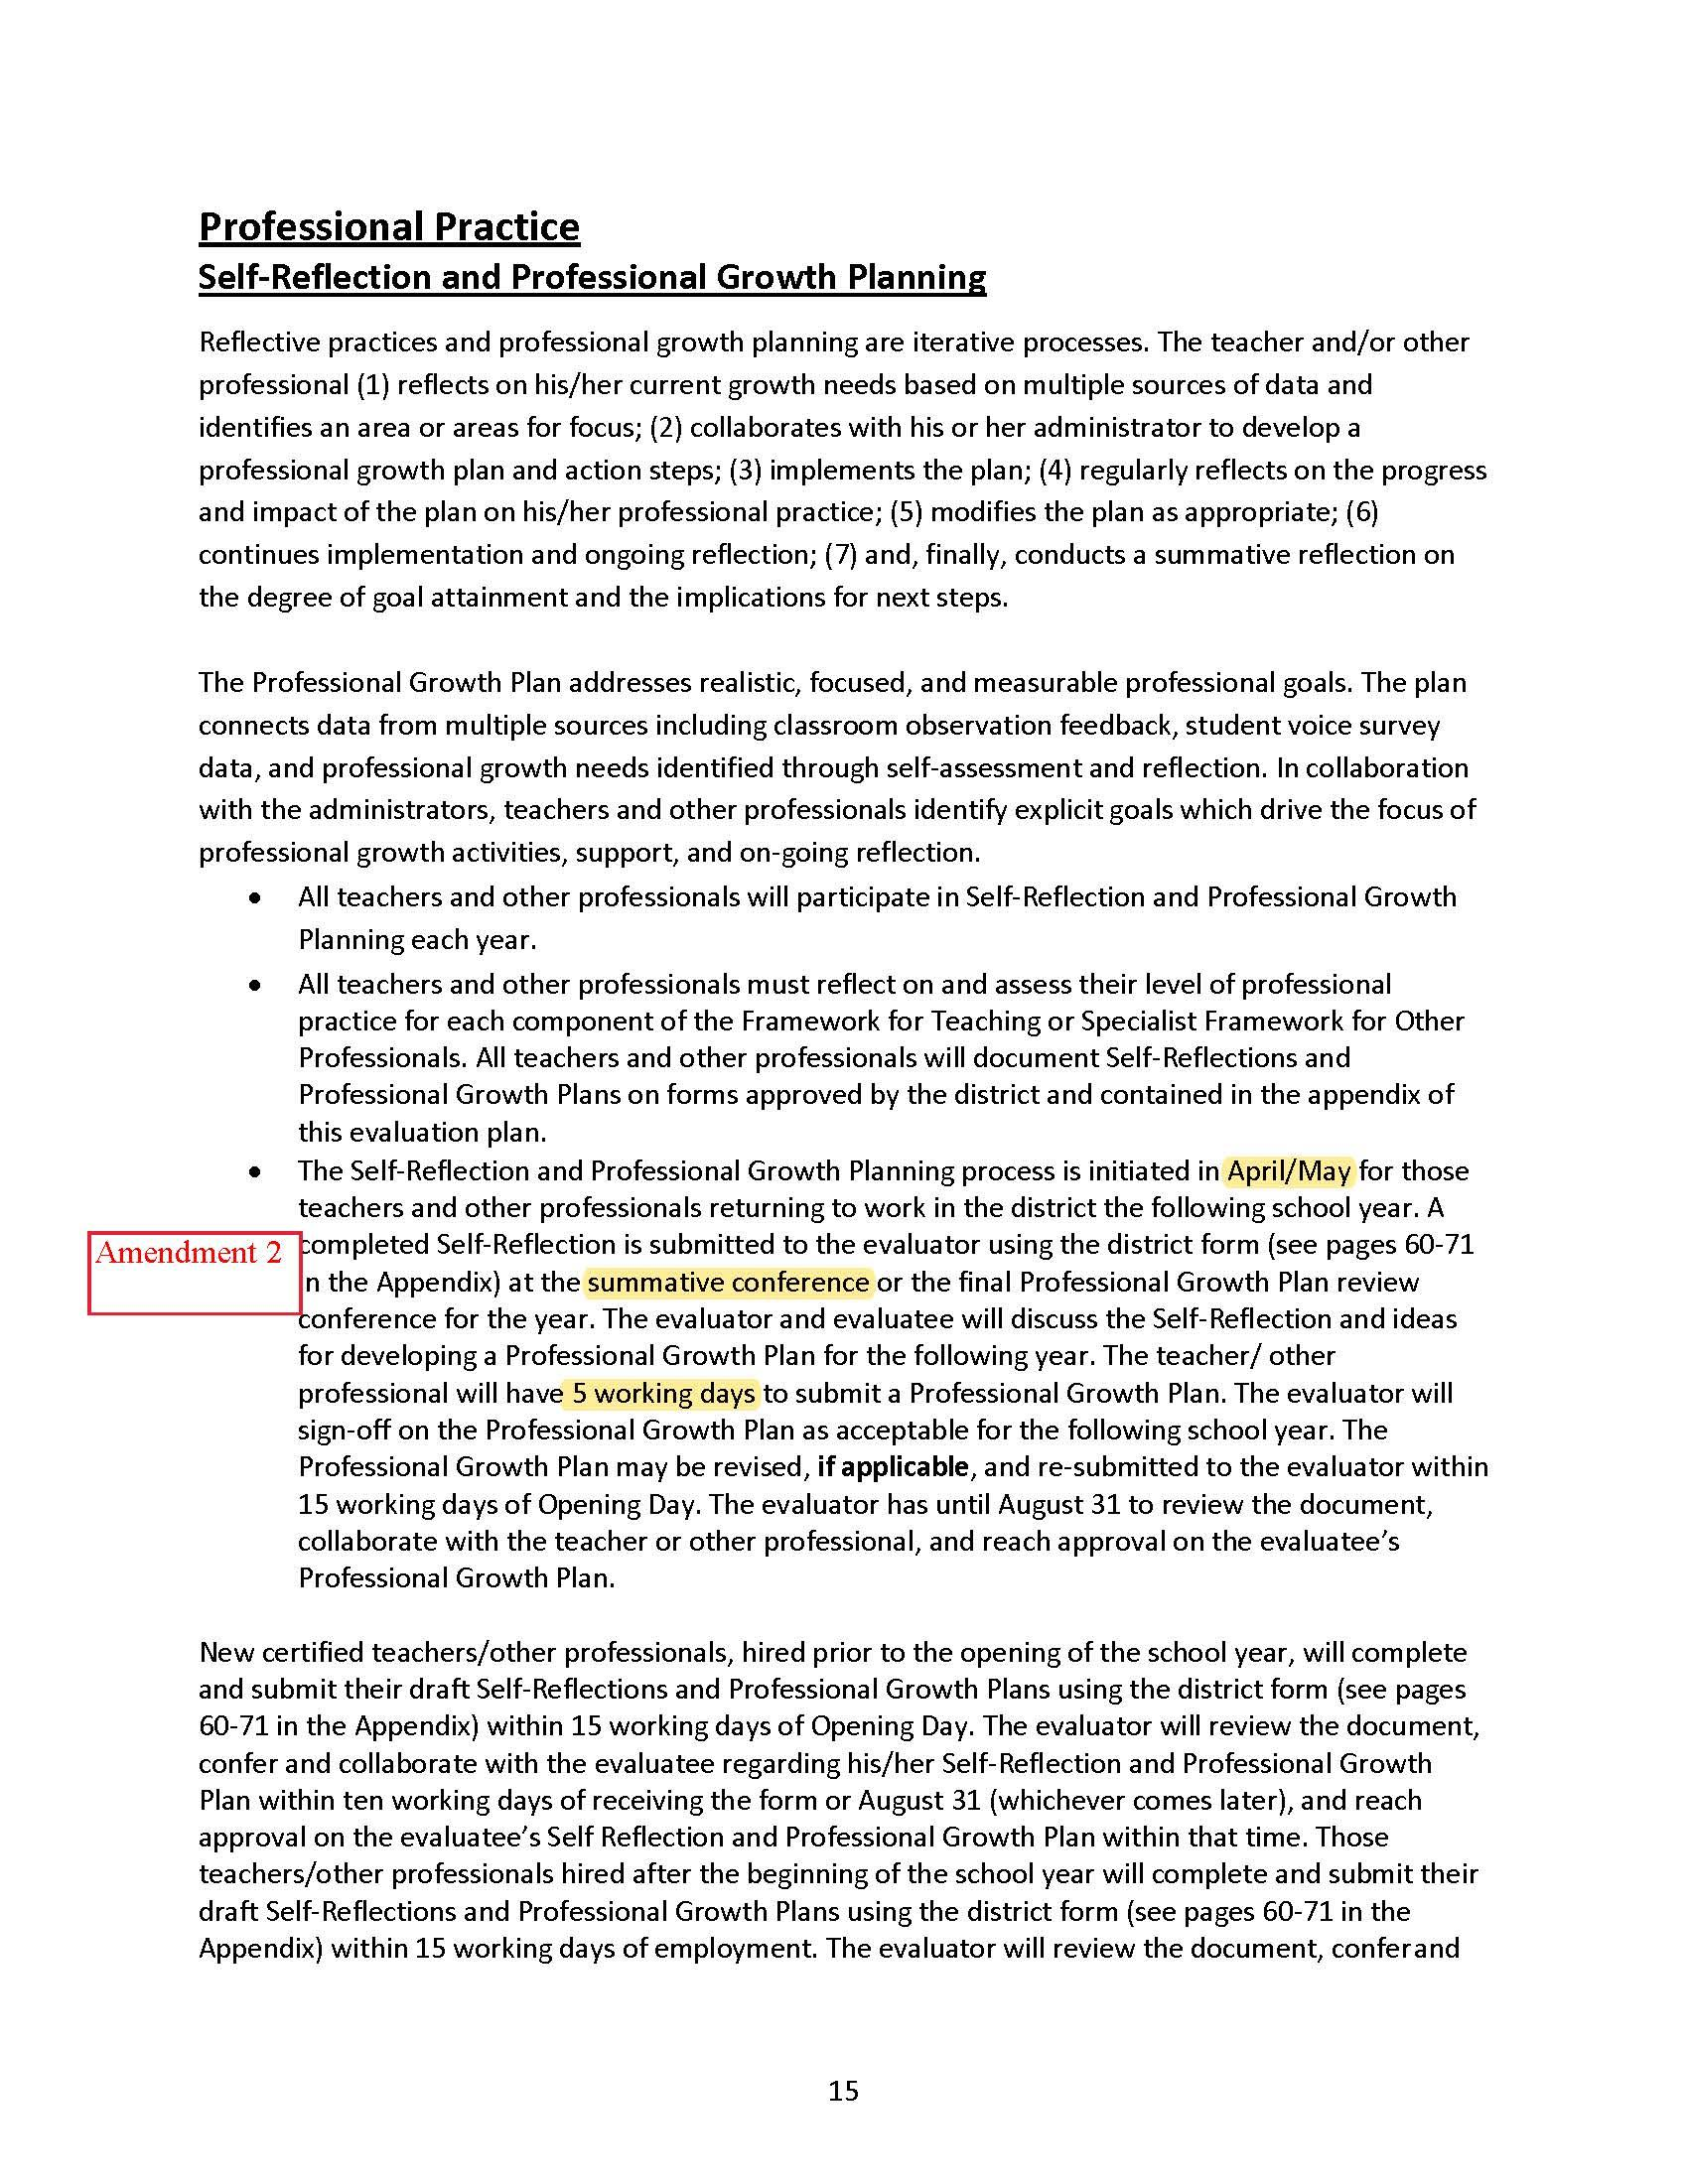 Professional Practice
Self-Reflection and Professional Growth Planning
Reflective practices and professional growth planning are iterative processes. The teacher and/or other
professional (1) reflects on his/her current growth needs based on multiple sources of data and
identifies an area or areas for focus; (2) collaborates with his or her administrator to develop a
professional growth plan and action steps; (3) implements the plan; (4) regularly reflects on the progress
and impact of the plan on his/her professional practice; (5) modifies the plan as appropriate; (6)
continues implementation and ongoing reflection; (7) and, finally, conducts a summative reflection on
the degree of goal attainment and the implications for next steps.
The Professional Growth Plan addresses realistic, focused, and measurable professional goals. The plan
connects data from multiple sources including classroom observation feedback, student voice survey
data, and professional growth needs identified through self-assessment and reflection. In collaboration
with the administrators, teachers and other professionals identify explicit goals which drive the focus of
professional growth activities, support, and on-going reflection.
• All teachers and other professionals will participate in Self-Reflection and Professional Growth
Planning each year.
• All teachers and other professionals must reflect on and assess their level of professional
practice for each component of the Framework for Teaching or Specialist Framework for Other
Professionals. All teachers and other professionals will document Self-Reflections and
Professional Growth Plans on forms approved by the district and contained in the appendix of
this evaluation plan.
• The Self-Reflection and Professional Growth Planning process is initiated in April/May for those
teachers and other professionals returning to work in the district the following school year. A
Amendment 2
completed Self-Reflection is submitted to the evaluator using the district form (see pages 60-71
in the Appendix) at the summative conference or the final Professional Growth Plan review
conference for the year. The evaluator and evaluatee will discuss the Self-Reflection and ideas
for developing a Professional Growth Plan for the following year. The teacher/ other
professional will have 5 working days to submit a Professional Growth Plan. The evaluator will
sign-off on the Professional Growth Plan as acceptable for the following school year. The
Professional Growth Plan may be revised, if applicable, and re-submitted to the evaluator within
15 working days of Opening Day. The evaluator has until August 31 to review the document,
collaborate with the teacher or other professional, and reach approval on the evaluatee’s
Professional Growth Plan.
New certified teachers/other professionals, hired prior to the opening of the school year, will complete
and submit their draft Self-Reflections and Professional Growth Plans using the district form (see pages
60-71 in the Appendix) within 15 working days of Opening Day. The evaluator will review the document,
confer and collaborate with the evaluatee regarding his/her Self-Reflection and Professional Growth
Plan within ten working days of receiving the form or August 31 (whichever comes later), and reach
approval on the evaluatee’s Self Reflection and Professional Growth Plan within that time. Those
teachers/other professionals hired after the beginning of the school year will complete and submit their
draft Self-Reflections and Professional Growth Plans using the district form (see pages 60-71 in the
Appendix) within 15 working days of employment. The evaluator will review the document, confer and
15